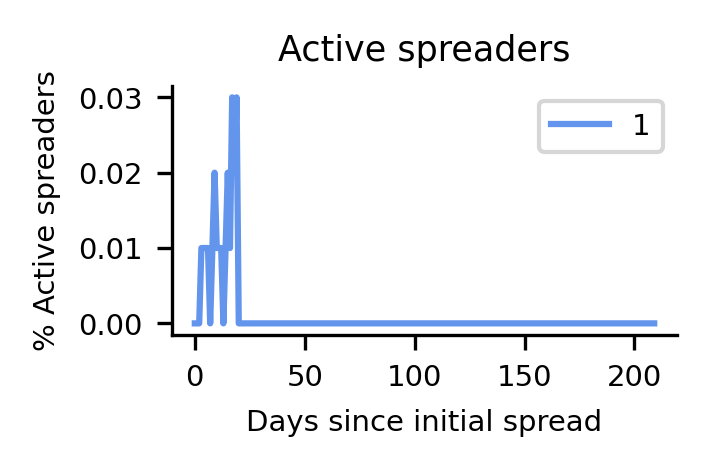 Active spreaders
% Active spreaders
0.03
0.02
0.01
0.00
1
0 50 100 150 200
Days since initial spread